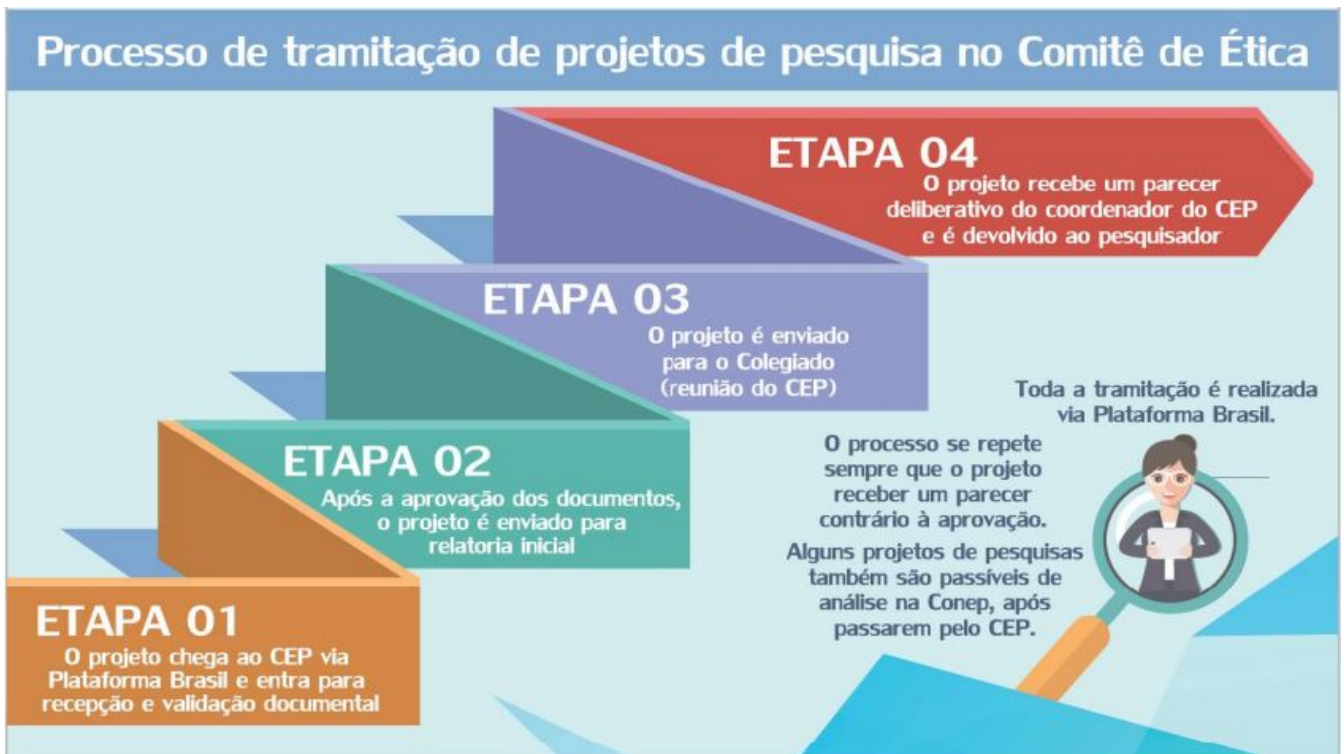 Processo de tramitação de projetos de pesquisa no Comitê de Ética
ETAPA 04
O projeto recebe um parecer
deliberativo do coordenador do CEP
e é devolvido ao pesquisador
ETAPA 03
O projeto é enviado
para o Colegiado
(reunião do CEP)
ETAPA 02
Após a aprovação dos documentos,
o projeto é enviado para
relatoria inicial
ETAPA 01
O projeto chega ao CEP via
Plataforma Brasil e entra para
recepção e validação documental
Toda a tramitação é realizada
via Plataforma Brasil.
O processo se repete
sempre que o projeto
receber um parecer
contrário à aprovação.
Alguns projetos de pesquisas
também são passíveis de
análise na Conep, após
passarem pelo CEP.